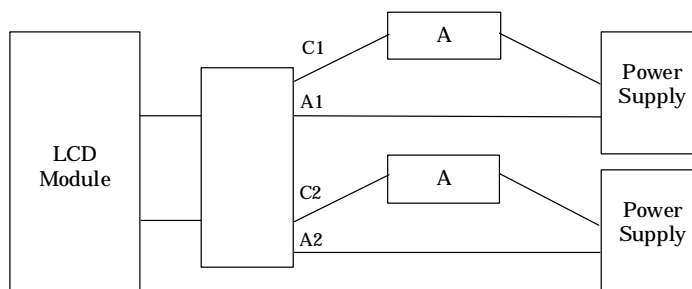 C1
A
A1
Power
Supply
LCD
Module
C2
A
A2
Power
Supply